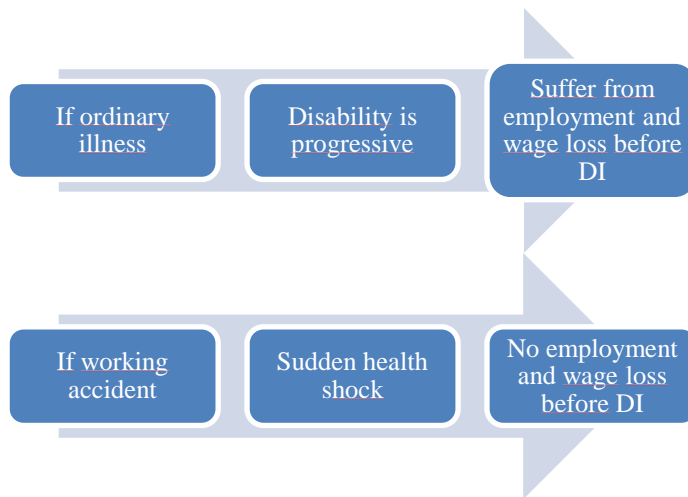 If ordinary
illness
Disability is
progressive
Suffer from
employment and
wage loss before
DI
If working
accident
Sudden health
shock
No employment
and wage loss
before DI